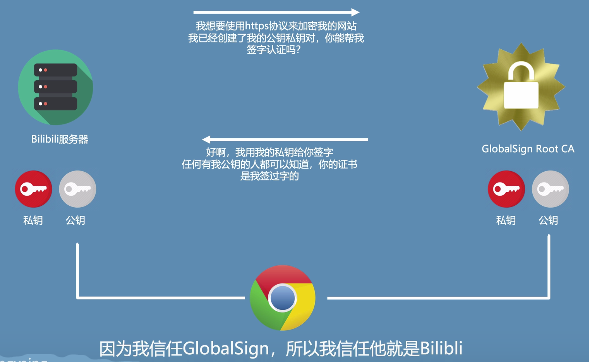 我想要使用https协议来加密我的网站
我已经创建了我的公钥私钥对，你能帮我
签字认证吗？
Bilibili服务器
GlobalSign Root CA
好啊，我用我的私钥给你签字
任何有我公钥的人都可以知道，你的证书
是我签过字的
私钥
公钥
私钥
公钥
因为我信任GlobalSign，所以我信任他就是Bilibli